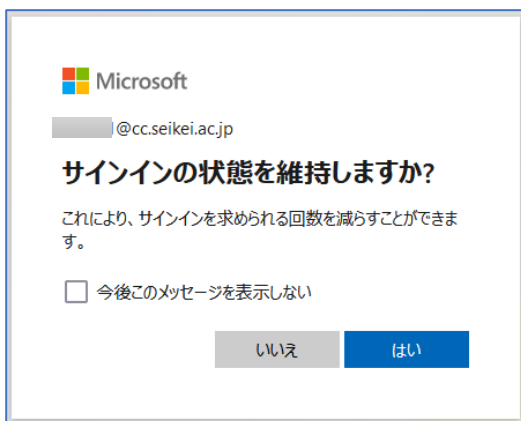 Microsoft
@cc.seikei.ac.jp
サインインの状態を維持しますか?
これにより、サインインを求められる回数を減らすことができま
す。
今後このメッセージを表示しない
いいえ
はい